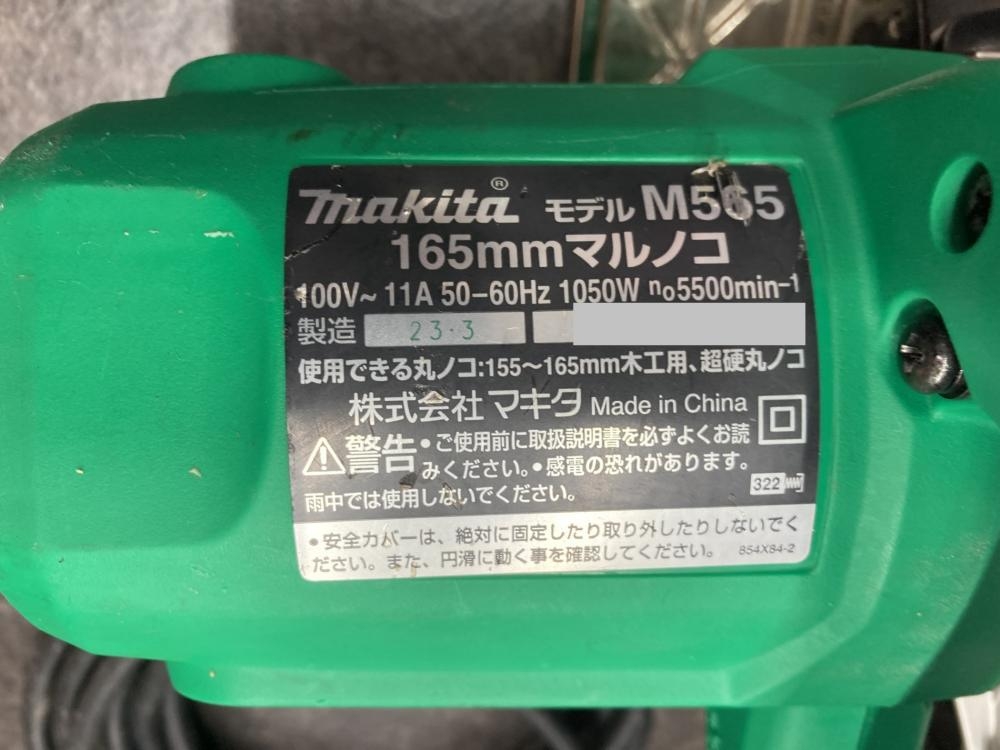 makita® モデル M565
165mmマルノコ
100V~ 11A 50-60Hz 1050W n₀5500min⁻¹
製造 23・3
使用できる丸ノコ:155〜165mm木工用、超硬丸ノコ
株式会社マキタ Made in China
警告・ご使用前に取扱説明書を必ずよくお読
みください。・感電の恐れがあります。
雨中では使用しないでください。
322
・安全カバーは、絶対に固定したり取り外したりしないでく
ださい。また、円滑に動く事を確認してください。 854X84-2